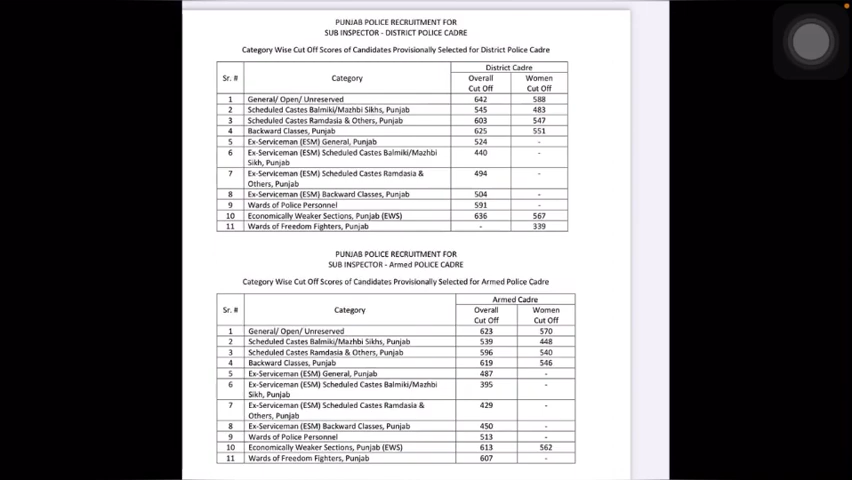 PUNJAB POLICE RECRUITMENT FOR
SUB INSPECTOR - DISTRICT POLICE CADRE
Category Wise Cut Off Scores of Candidates Provisionally Selected for District Police Cadre
Sr. # Category District Cadre
Overall Cut Off Women Cut Off
1 General/ Open/ Unreserved 642 588
2 Scheduled Castes Balmiki/Mazhbi Sikhs, Punjab 545 483
3 Scheduled Castes Ramdasia & Others, Punjab 603 547
4 Backward Classes, Punjab 625 551
5 Ex-Serviceman (ESM) General, Punjab 524 -
6 Ex-Serviceman (ESM) Scheduled Castes Balmiki/Mazhbi 440 -
Sikh, Punjab
7 Ex-Serviceman (ESM) Scheduled Castes Ramdasia & 494 -
Others, Punjab
8 Ex-Serviceman (ESM) Backward Classes, Punjab 504 -
9 Wards of Police Personnel 591 -
10 Economically Weaker Sections, Punjab (EWS) 636 567
11 Wards of Freedom Fighters, Punjab - 339
PUNJAB POLICE RECRUITMENT FOR
SUB INSPECTOR - Armed POLICE CADRE
Category Wise Cut Off Scores of Candidates Provisionally Selected for Armed Police Cadre
Sr. # Category Armed Cadre
Overall Cut Off Women Cut Off
1 General/ Open/ Unreserved 623 570
2 Scheduled Castes Balmiki/Mazhbi Sikhs, Punjab 539 448
3 Scheduled Castes Ramdasia & Others, Punjab 596 540
4 Backward Classes, Punjab 619 546
5 Ex-Serviceman (ESM) General, Punjab 487 -
6 Ex-Serviceman (ESM) Scheduled Castes Balmiki/Mazhbi 395 -
Sikh, Punjab
7 Ex-Serviceman (ESM) Scheduled Castes Ramdasia & 429 -
Others, Punjab
8 Ex-Serviceman (ESM) Backward Classes, Punjab 450 -
9 Wards of Police Personnel 513 -
10 Economically Weaker Sections, Punjab (EWS) 613 562
11 Wards of Freedom Fighters, Punjab 607 -